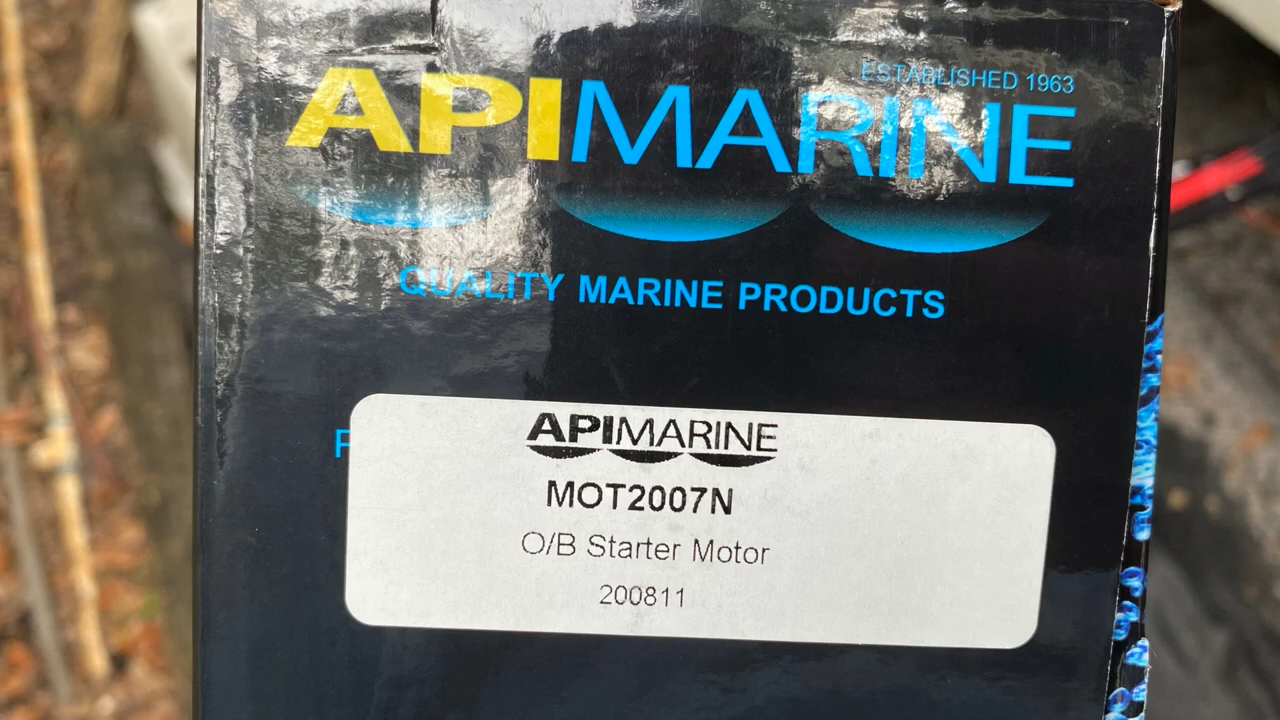 ESTABLISHED 1963
APIMARINE
QUALITY MARINE PRODUCTS
APIMARINE
MOT2007N
O/B Starter Motor
200811